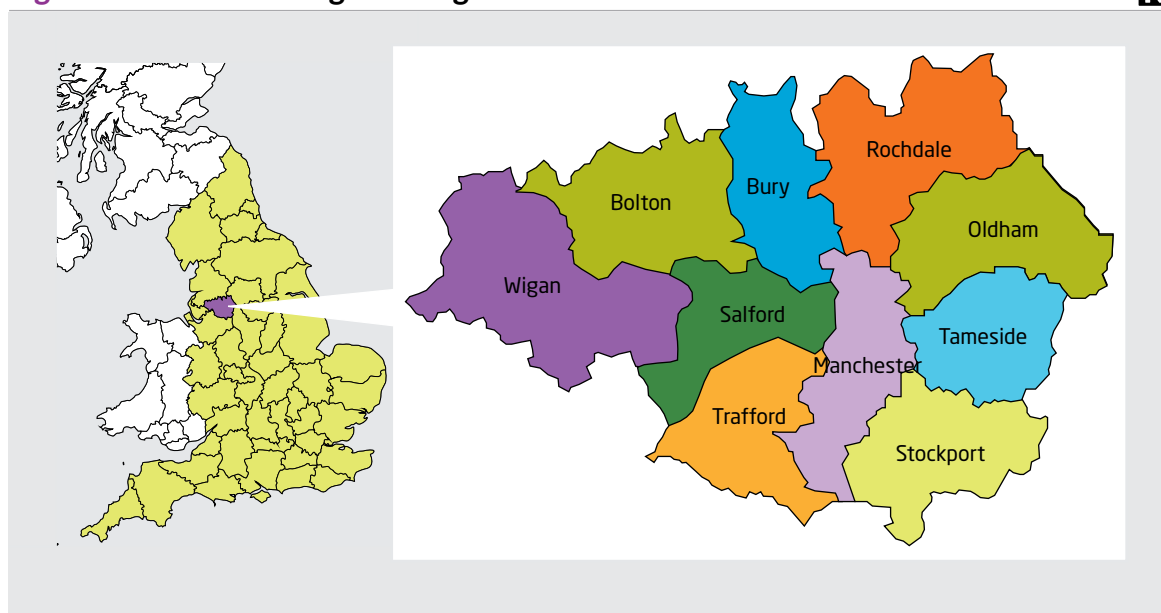 Rochdale
Bury
Bolton
Oldham
Wigan
Salford
Tameside
Manchester
Trafford
Stockport